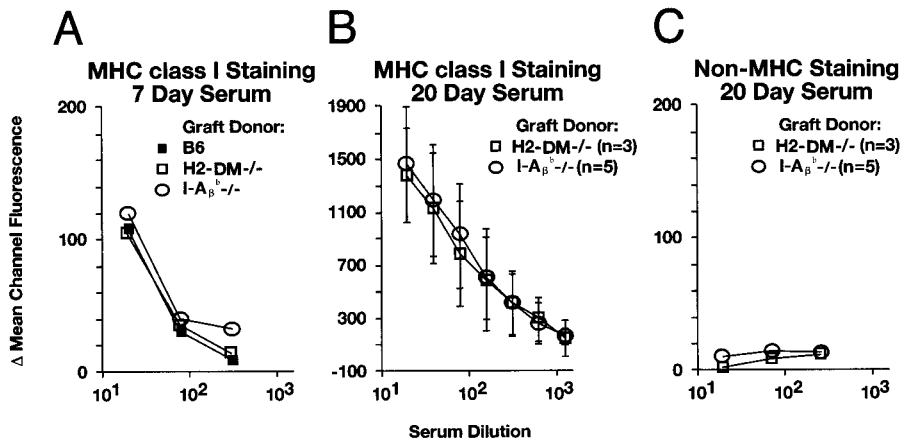 A
MHC class I Staining
7 Day Serum
200
100
0
Graft Donor:
B6
H2-DM-/-
I-Aβᵇ-/-
10¹ 10² 10³
B
MHC class I Staining
20 Day Serum
1900
1500
1100
700
300
-100
Graft Donor:
H2-DM-/- (n=3)
I-Aβᵇ-/- (n=5)
10¹ 10² 10³
C
Non-MHC Staining
20 Day Serum
200
100
0
Graft Donor:
H2-DM-/- (n=3)
I-Aβᵇ-/- (n=5)
10¹ 10² 10³
Δ Mean Channel Fluorescence
Serum Dilution